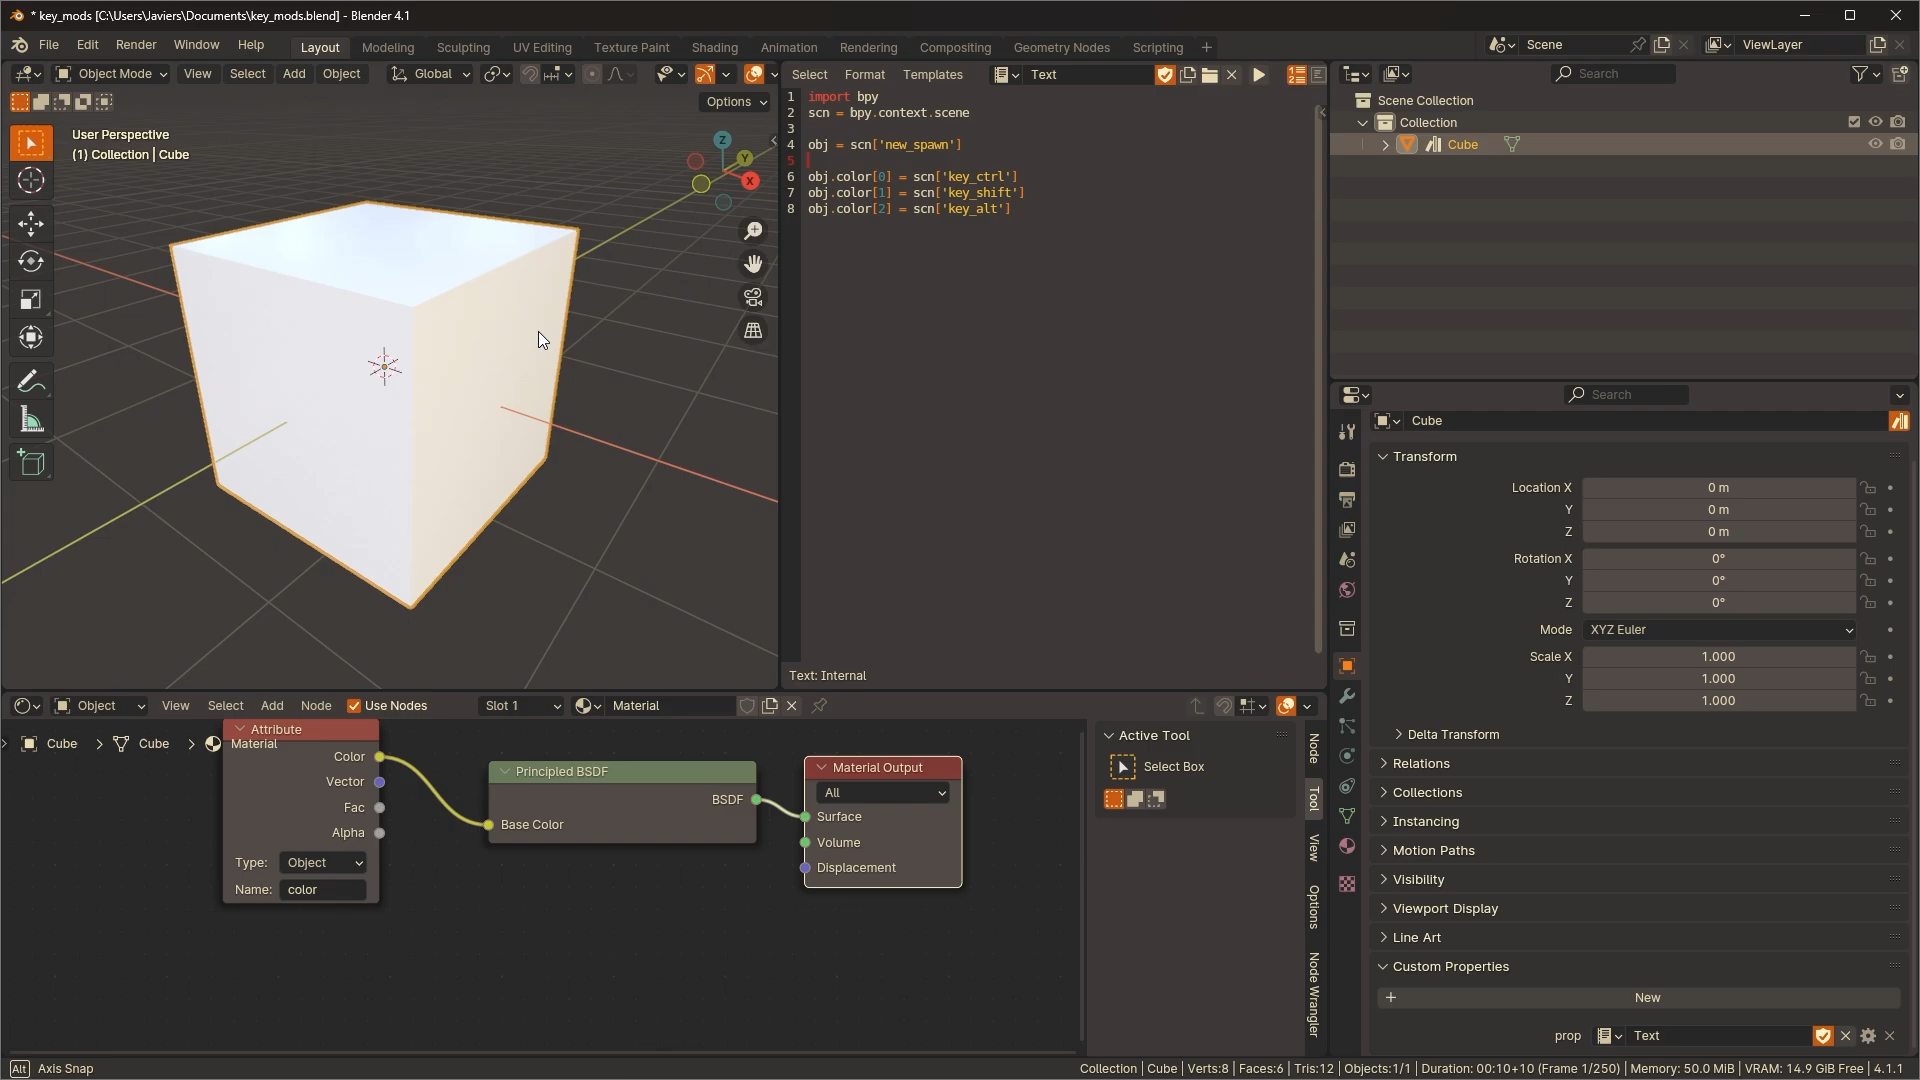 * key_mods [C:\Users\Javiers\Documents\key_mods.blend] - Blender 4.1
File Edit Render Window Help Layout Modeling Sculpting UV Editing Texture Paint Shading Animation Rendering Compositing Geometry Nodes Scripting +
Scene
ViewLayer
Object Mode View Select Add Object Global
Options
User Perspective
(1) Collection | Cube
Z
Y
X
Select Format Templates Text
1 import bpy
2 scn = bpy.context.scene
3
4 obj = scn['new_spawn']
5
6 obj.color[0] = scn['key_ctrl']
7 obj.color[1] = scn['key_shift']
8 obj.color[2] = scn['key_alt']
Text: Internal
Search
Scene Collection
Collection
Cube
Search
Cube
Transform
Location X 0 m
Y 0 m
Z 0 m
Rotation X 0°
Y 0°
Z 0°
Mode XYZ Euler
Scale X 1.000
Y 1.000
Z 1.000
Delta Transform
Relations
Collections
Instancing
Motion Paths
Visibility
Viewport Display
Line Art
Custom Properties
+ New
prop Text
Object View Select Add Node Use Nodes Slot 1 Material
Cube > Cube > Material
Attribute
Color
Vector
Fac
Alpha
Type: Object
Name: color
Principled BSDF
BSDF
Base Color
Material Output
All
Surface
Volume
Displacement
Active Tool
Select Box
Node
Tool
View
Options
Node Wrangler
Alt Axis Snap
Collection | Cube | Verts:8 | Faces:6 | Tris:12 | Objects:1/1 | Duration: 00:10+10 (Frame 1/250) | Memory: 50.0 MiB | VRAM: 14.9 GiB Free | 4.1.1